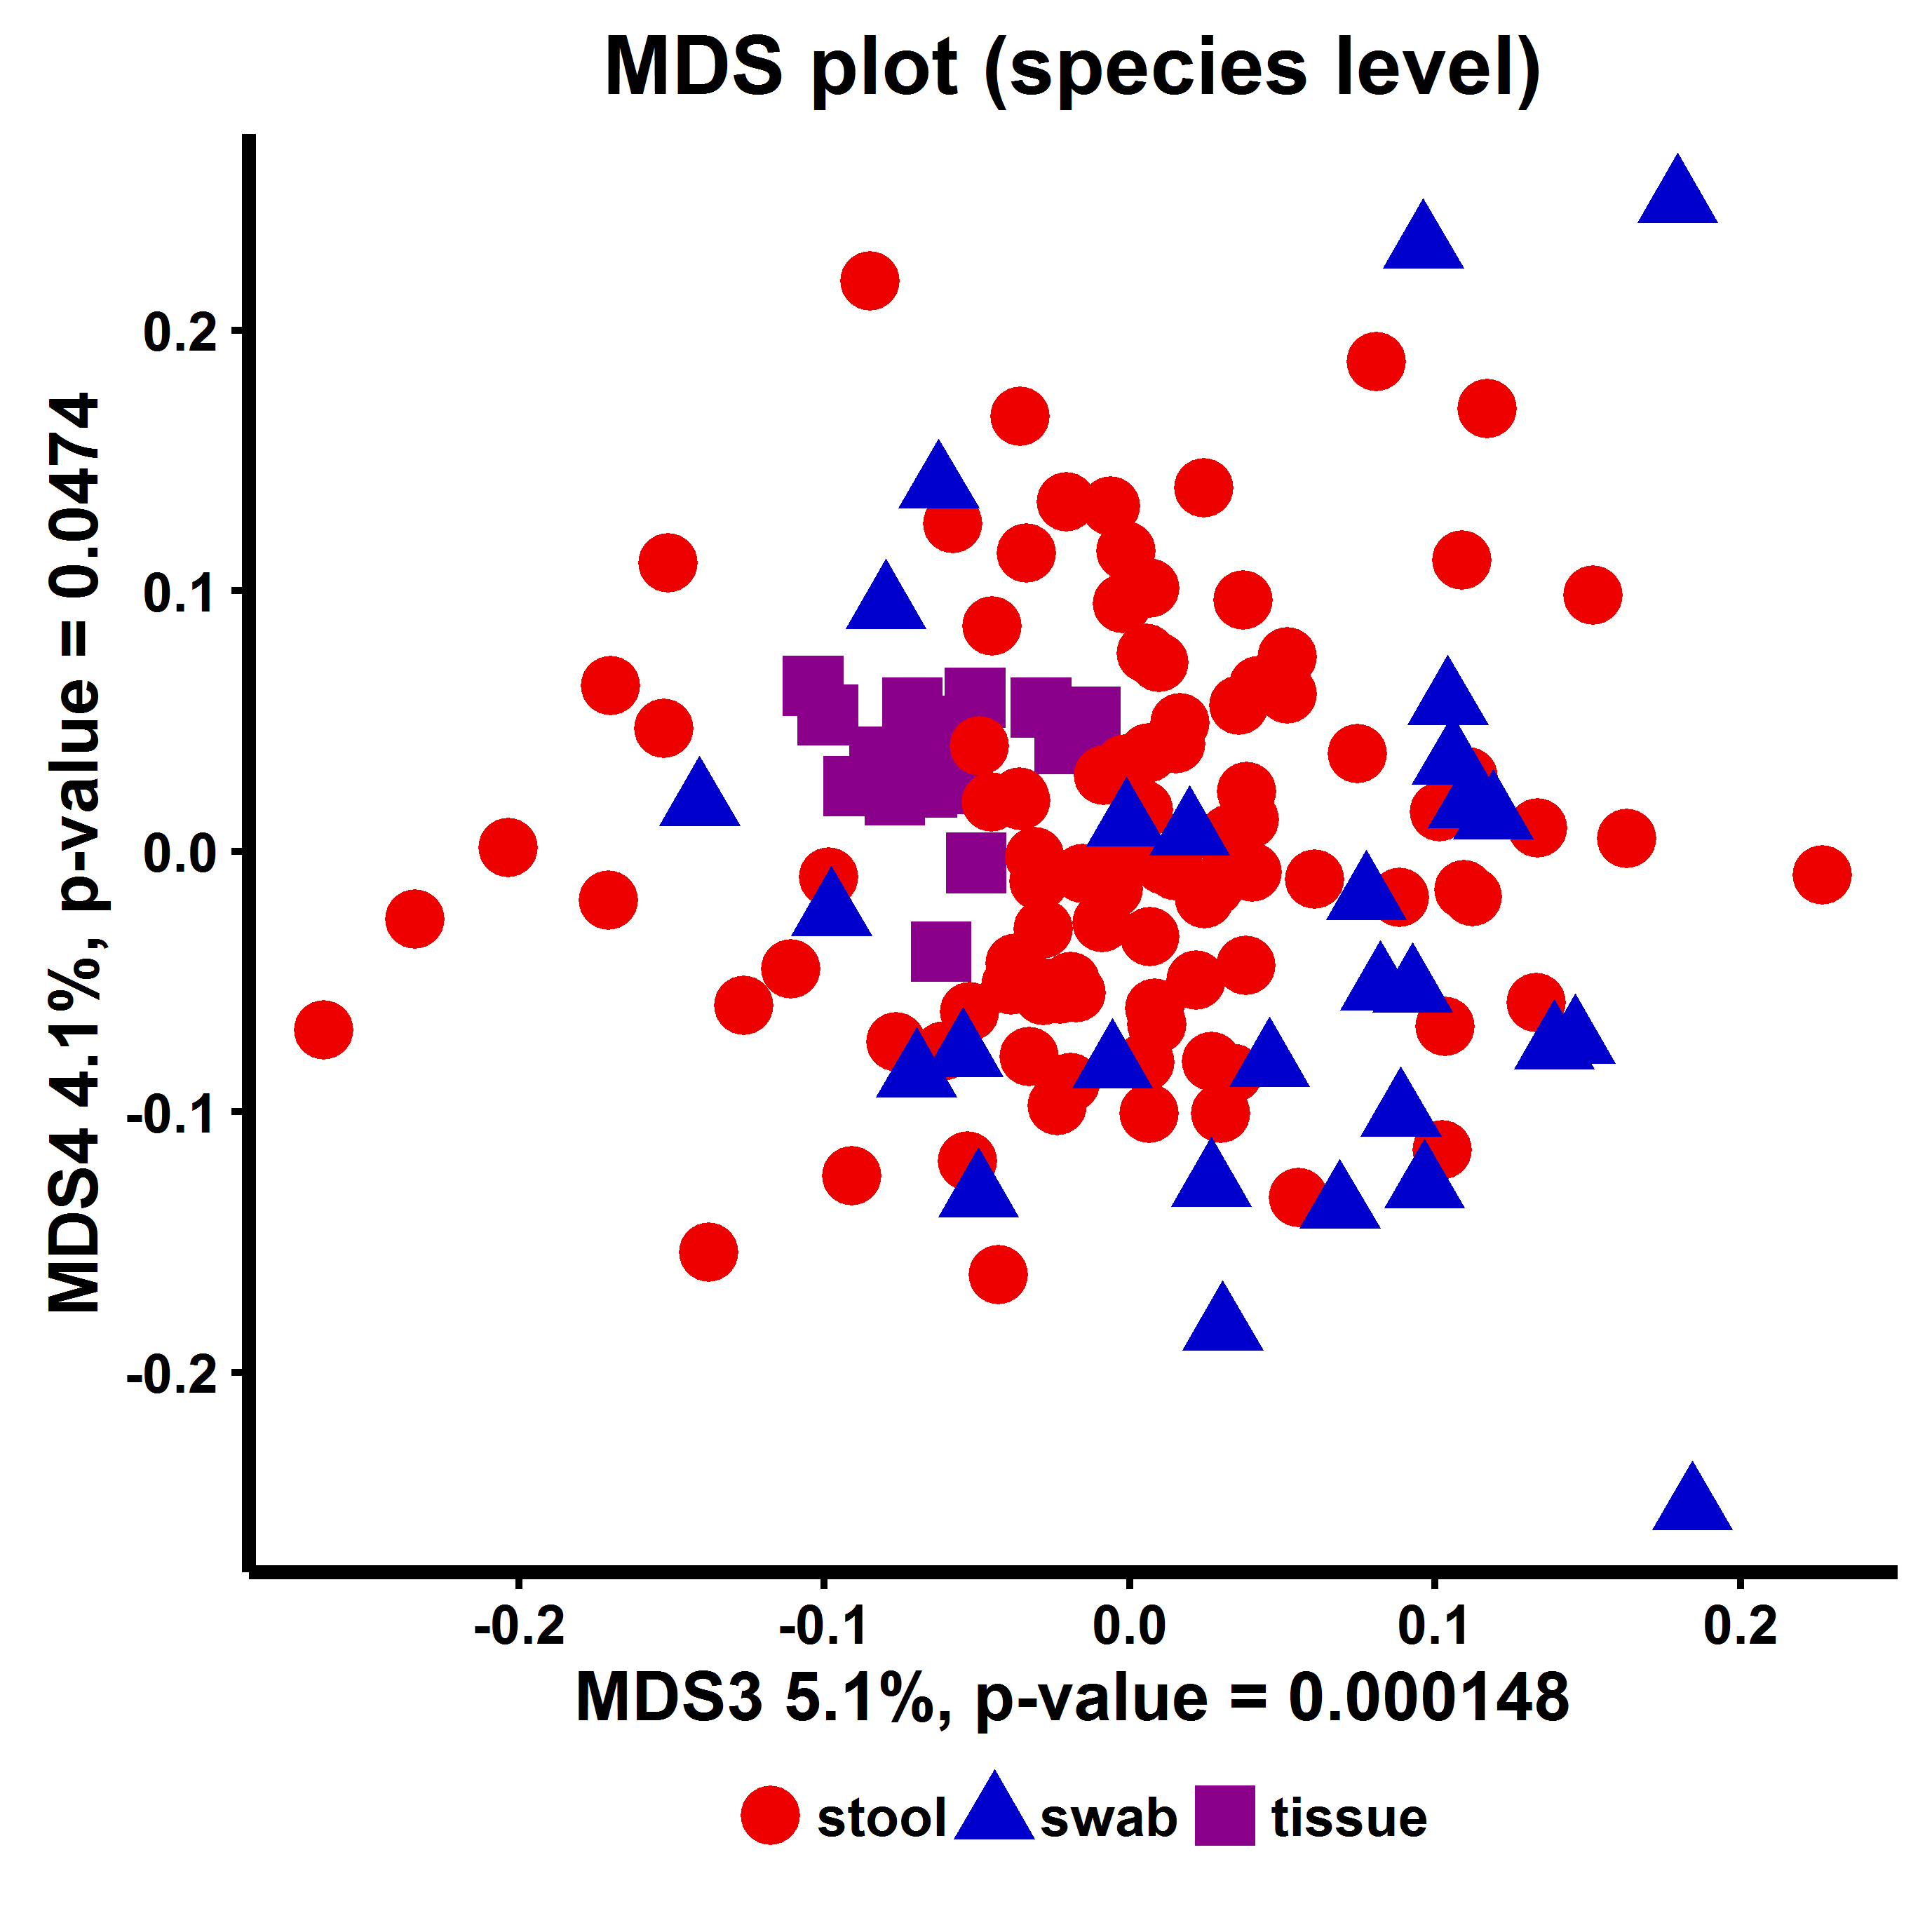 MDS plot (species level)
MDS4 4.1%, p-value = 0.0474
0.2
0.1
0.0
-0.1
-0.2
-0.2 -0.1 0.0 0.1 0.2
MDS3 5.1%, p-value = 0.000148
stool swab tissue